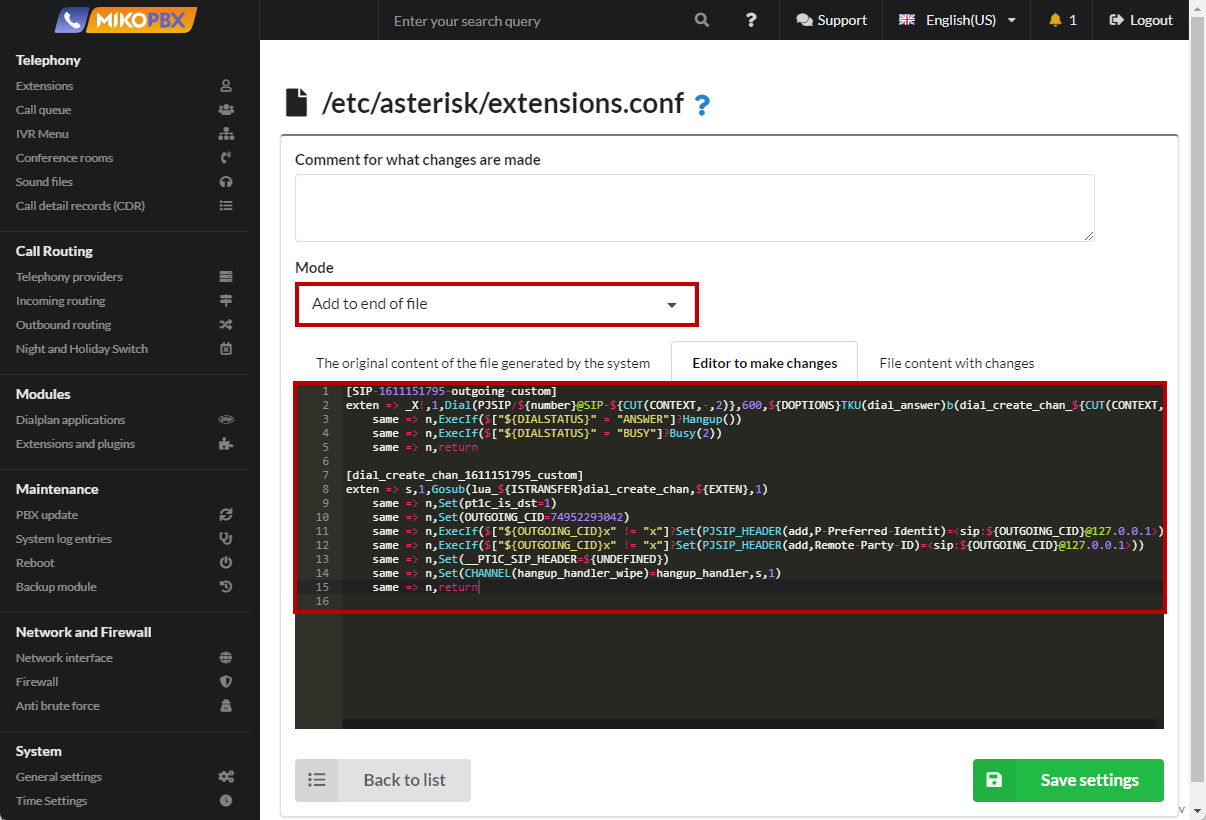 MIKOPBX
Enter your search query
?
Support
English(US)
1
Logout
Telephony
Extensions
Call queue
IVR Menu
Conference rooms
Sound files
Call detail records (CDR)
Call Routing
Telephony providers
Incoming routing
Outbound routing
Night and Holiday Switch
Modules
Dialplan applications
Extensions and plugins
Maintenance
PBX update
System log entries
Reboot
Backup module
Network and Firewall
Network interface
Firewall
Anti brute force
System
General settings
Time Settings
/etc/asterisk/extensions.conf ?
Comment for what changes are made
Mode
Add to end of file
The original content of the file generated by the system
Editor to make changes
File content with changes
1 [SIP-1611151795-outgoing-custom]
2 exten => _X!,1,Dial(PJSIP/${number}@SIP-${CUT(CONTEXT,-,2)},600,${DOPTIONS}TKU(dial_answer)b(dial_create_chan_${CUT(CONTEXT,
3 same => n,ExecIf($["${DIALSTATUS}" = "ANSWER"]?Hangup())
4 same => n,ExecIf($["${DIALSTATUS}" = "BUSY"]?Busy(2))
5 same => n,return
6
7 [dial_create_chan_1611151795_custom]
8 exten => s,1,Gosub(lua_${ISTRANSFER}dial_create_chan,${EXTEN},1)
9 same => n,Set(pt1c_is_dst=1)
10 same => n,Set(OUTGOING_CID=74952293042)
11 same => n,ExecIf($["${OUTGOING_CID}x" != "x"]?Set(PJSIP_HEADER(add,P-Preferred-Identit)=<sip:${OUTGOING_CID}@127.0.0.1>)
12 same => n,ExecIf($["${OUTGOING_CID}x" != "x"]?Set(PJSIP_HEADER(add,Remote-Party-ID)=<sip:${OUTGOING_CID}@127.0.0.1>))
13 same => n,Set(__PT1C_SIP_HEADER=${UNDEFINED})
14 same => n,Set(CHANNEL(hangup_handler_wipe)=hangup_handler,s,1)
15 same => n,return
16
Back to list
Save settings
v